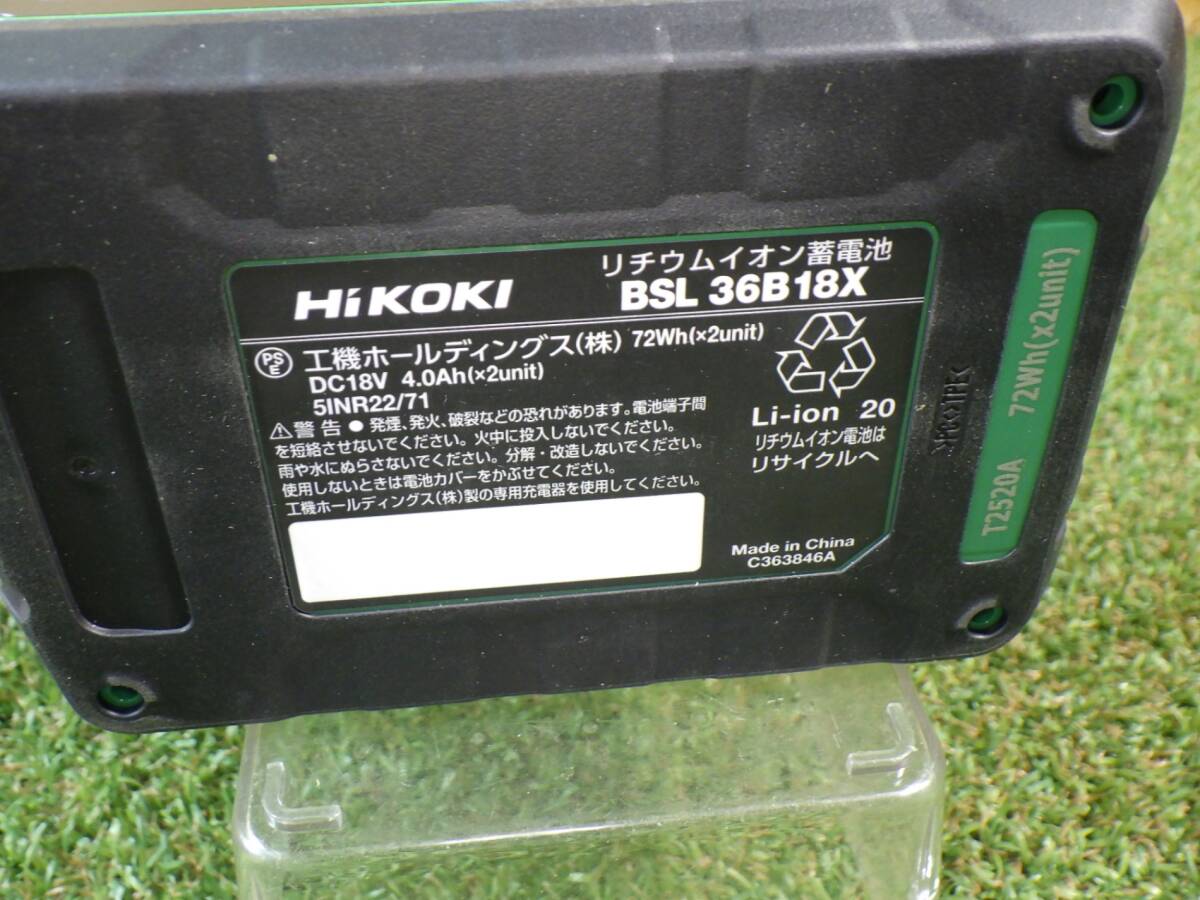 HiKOKI
リチウムイオン蓄電池
BSL 36B18X
PSE 工機ホールディングス(株) 72Wh(×2unit)
DC18V 4.0Ah(×2unit)
5INR22/71
⚠警告 ● 発煙、発火、破裂などの恐れがあります。電池端子間
を短絡させないでください。火中に投入しないでください。
雨や水にぬらさないでください。分解・改造しないでください。
使用しないときは電池カバーをかぶせてください。
工機ホールディングス(株)製の専用充電器を使用してください。
Li-ion 20
リチウムイオン電池は
リサイクルへ
Made in China
C363846A
T2520A 72Wh(x2unit)